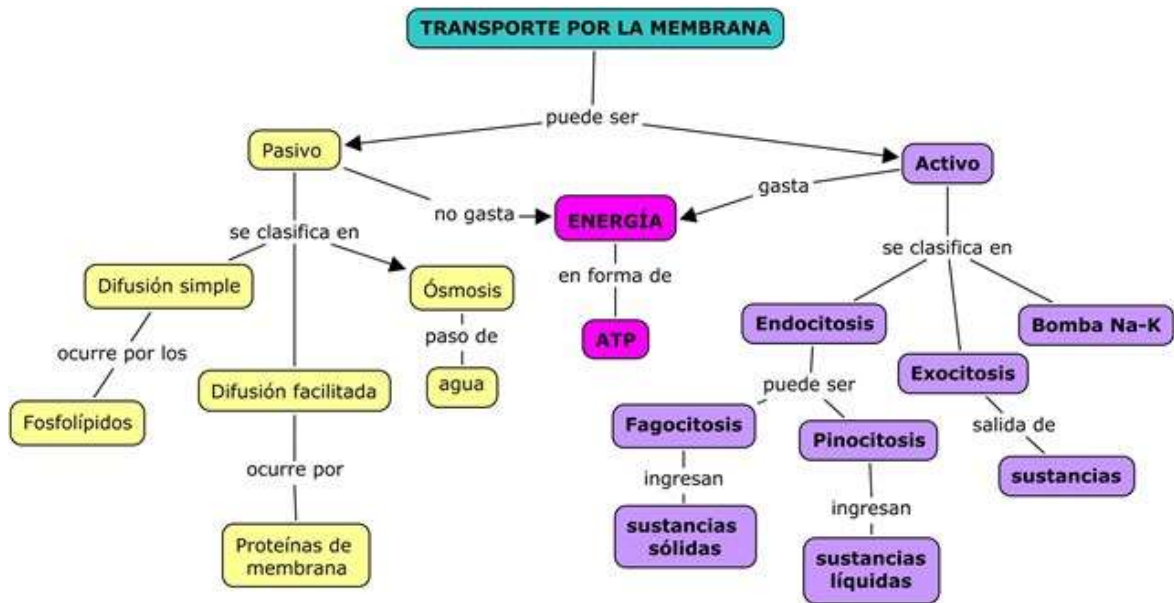 TRANSPORTE POR LA MEMBRANA
puede ser
Pasivo
Activo
no gasta
gasta
ENERGÍA
se clasifica en
en forma de
se clasifica en
Difusión simple
Ósmosis
ATP
Endocitosis
Bomba Na-K
ocurre por los
paso de
Fosfolípidos
Difusión facilitada
agua
puede ser
Exocitosis
Fagocitosis
Pinocitosis
salida de
sustancias
ocurre por
ingresan
ingresan
Proteínas de
membrana
sustancias
sólidas
sustancias
líquidas